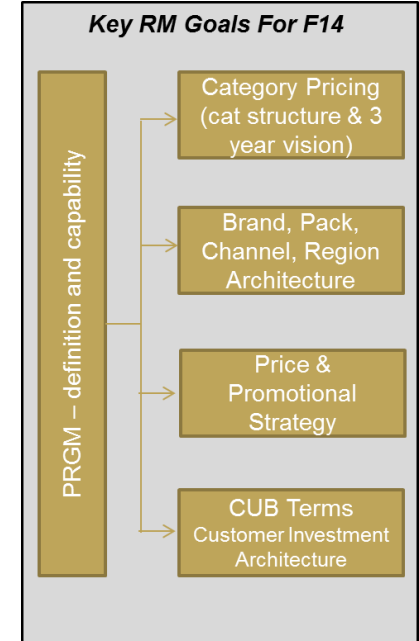 Key RM Goals For F14
PRGM – definition and capability
Category Pricing
(cat structure & 3
year vision)
Brand, Pack,
Channel, Region
Architecture
Price &
Promotional
Strategy
CUB Terms
Customer Investment
Architecture